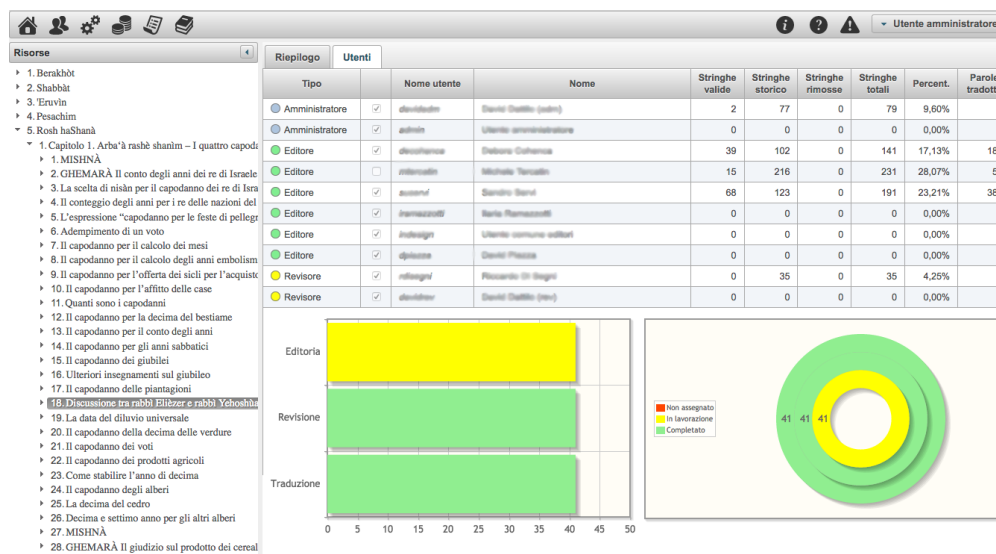 Utente amministratore
Risorse
Riepilogo Utenti
1. Berakhòt
2. Shabbàt
3. 'Eruvìn
4. Pesachim
5. Rosh haShanà
1. Capitolo 1. Arba'à rashè shanìm – I quattro capoda
1. MISHNÀ
2. GHEMARÀ Il conto degli anni dei re di Israele
3. La scelta di nisàn per il capodanno dei re di Isra
4. Il conteggio degli anni per i re delle nazioni del
5. L'espressione “capodanno per le feste di pellegr
6. Adempimento di un voto
7. Il capodanno per il calcolo dei mesi
8. Il capodanno per il calcolo degli anni embolism
9. Il capodanno per l'offerta dei sicli per l'acquisto
10. Il capodanno per l'affitto delle case
11. Quanti sono i capodanni
12. Il capodanno per la decima del bestiame
13. Il capodanno per il conto degli anni
14. Il capodanno per gli anni sabbatici
15. Il capodanno dei giubilei
16. Ulteriori insegnamenti sul giubileo
17. Il capodanno delle piantagioni
18. Discussione tra rabbì Elièzer e rabbì Yehoshùa
19. La data del diluvio universale
20. Il capodanno della decima delle verdure
21. Il capodanno dei voti
22. Il capodanno dei prodotti agricoli
23. Come stabilire l'anno di decima
24. Il capodanno degli alberi
25. La decima del cedro
26. Decima e settimo anno per gli altri alberi
27. MISHNÀ
28. GHEMARÀ Il giudizio sul prodotto dei cereal
Tipo Nome utente Nome Stringhe valide Stringhe storico Stringhe rimosse Stringhe totali Percent. Parole tradott
Amministratore 2 77 0 79 9,60%
Amministratore 0 0 0 0 0,00%
Editore 39 102 0 141 17,13% 18
Editore 15 216 0 231 28,07% 5
Editore 68 123 0 191 23,21% 38
Editore 0 0 0 0 0,00%
Editore 0 0 0 0 0,00%
Editore 0 0 0 0 0,00%
Revisore 0 35 0 35 4,25%
Revisore 0 0 0 0 0,00%
Editoria
Revisione
Traduzione
0 5 10 15 20 25 30 35 40 45 50
Non assegnato
In lavorazione
Completato
41 41 41